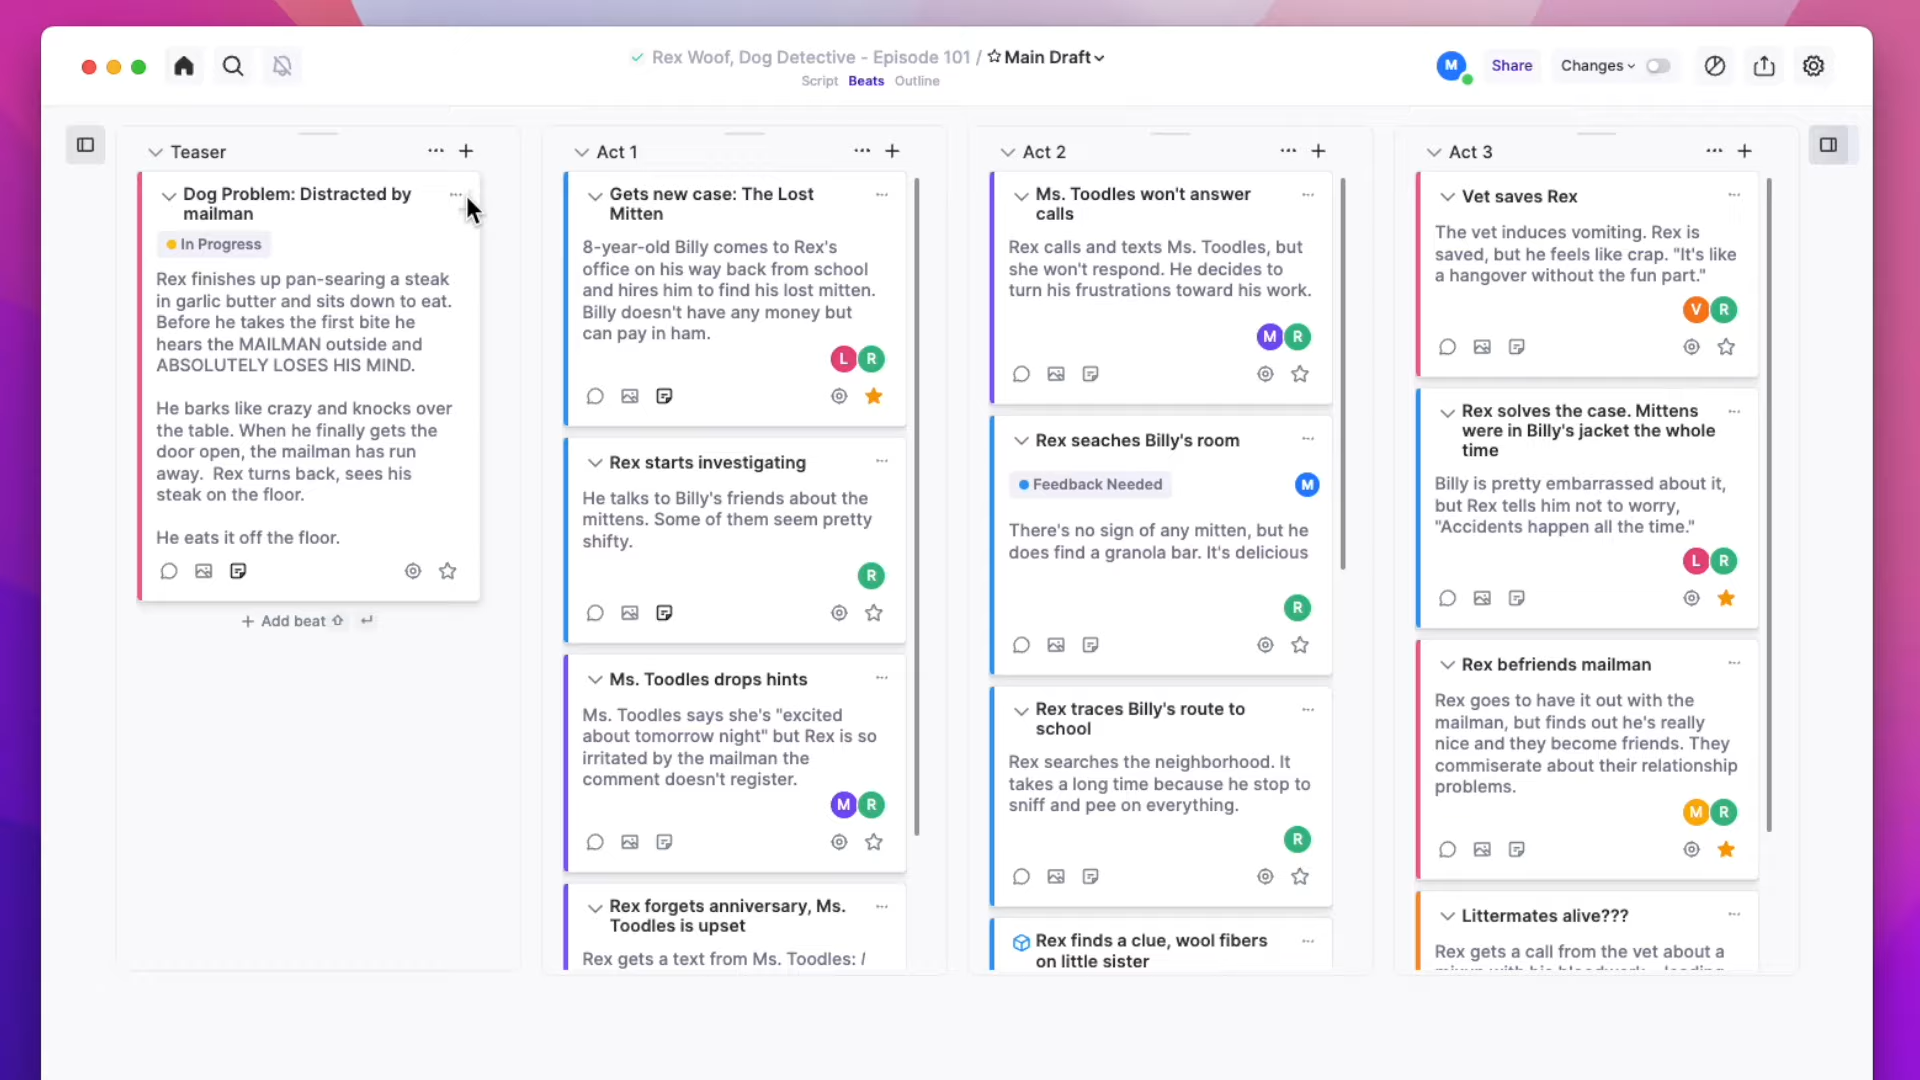 Rex Woof, Dog Detective - Episode 101 / Main Draft
Script Beats Outline
M
Share
Changes
Teaser
Dog Problem: Distracted by
mailman
In Progress
Rex finishes up pan-searing a steak
in garlic butter and sits down to eat.
Before he takes the first bite he
hears the MAILMAN outside and
ABSOLUTELY LOSES HIS MIND.
He barks like crazy and knocks over
the table. When he finally gets the
door open, the mailman has run
away. Rex turns back, sees his
steak on the floor.
He eats it off the floor.
+ Add beat
Act 1
Gets new case: The Lost
Mitten
8-year-old Billy comes to Rex's
office on his way back from school
and hires him to find his lost mitten.
Billy doesn't have any money but
can pay in ham.
L R
Rex starts investigating
He talks to Billy's friends about the
mittens. Some of them seem pretty
shifty.
R
Ms. Toodles drops hints
Ms. Toodles says she's "excited
about tomorrow night" but Rex is so
irritated by the mailman the
comment doesn't register.
M R
Rex forgets anniversary, Ms.
Toodles is upset
Rex gets a text from Ms. Toodles: I
Act 2
Ms. Toodles won't answer
calls
Rex calls and texts Ms. Toodles, but
she won't respond. He decides to
turn his frustrations toward his work.
M R
Rex seaches Billy's room
Feedback Needed
M
There's no sign of any mitten, but he
does find a granola bar. It's delicious
R
Rex traces Billy's route to
school
Rex searches the neighborhood. It
takes a long time because he stop to
sniff and pee on everything.
R
Rex finds a clue, wool fibers
on little sister
Act 3
Vet saves Rex
The vet induces vomiting. Rex is
saved, but he feels like crap. "It's like
a hangover without the fun part."
V R
Rex solves the case. Mittens
were in Billy's jacket the whole
time
Billy is pretty embarrassed about it,
but Rex tells him not to worry,
"Accidents happen all the time."
L R
Rex befriends mailman
Rex goes to have it out with the
mailman, but finds out he's really
nice and they become friends. They
commiserate about their relationship
problems.
M R
Littermates alive???
Rex gets a call from the vet about a